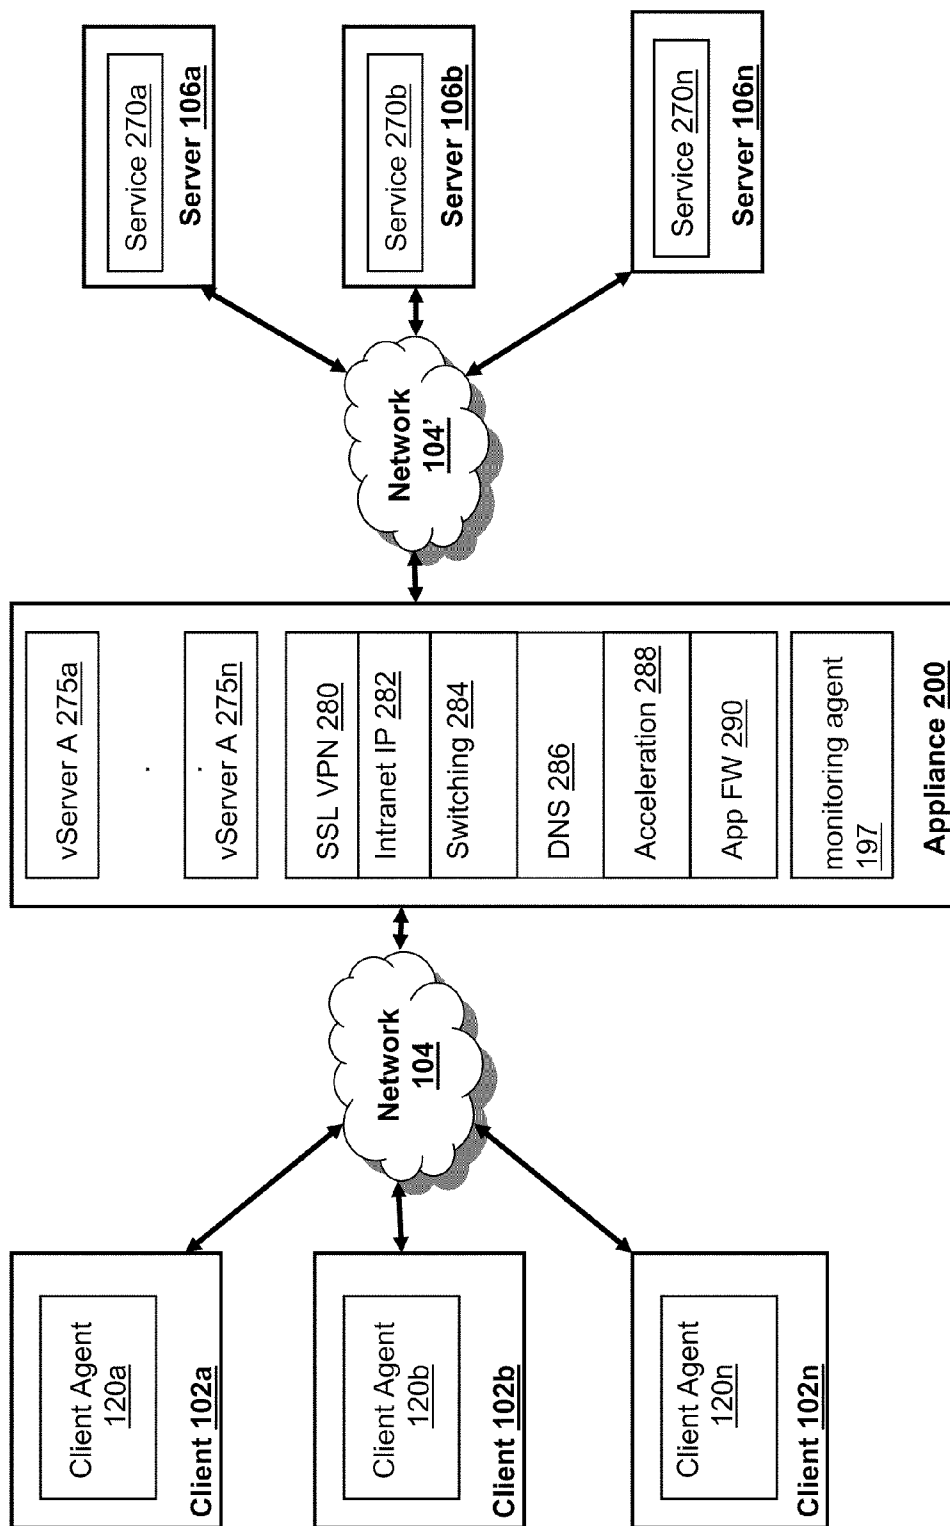 Client Agent
120a
Client 102a
Client Agent
120b
Client 102b
Client Agent
120n
Client 102n
Network
104
vServer A 275a
vServer A 275n
SSL VPN 280
Intranet IP 282
Switching 284
DNS 286
Acceleration 288
App FW 290
monitoring agent
197
Appliance 200
Network
104’
Service 270a
Server 106a
Service 270b
Server 106b
Service 270n
Server 106n